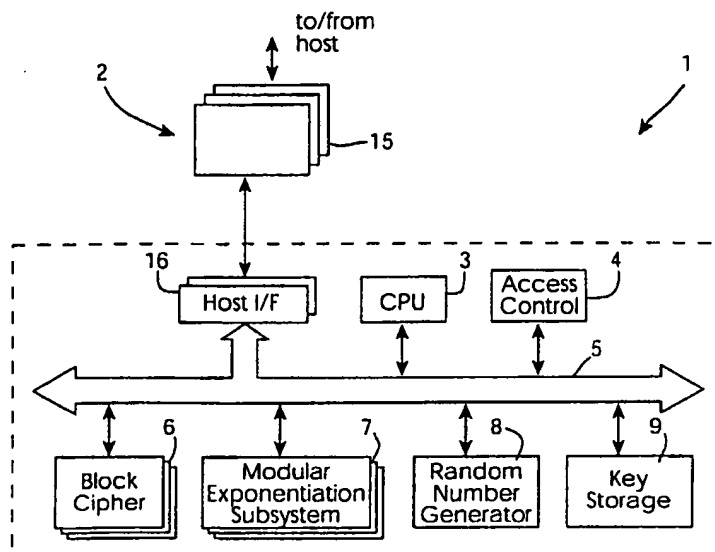 to/from
host
2
1
15
16
Host I/F
3
CPU
4
Access
Control
5
6
Block
Cipher
7
Modular
Exponentiation
Subsystem
8
Random
Number
Generator
9
Key
Storage